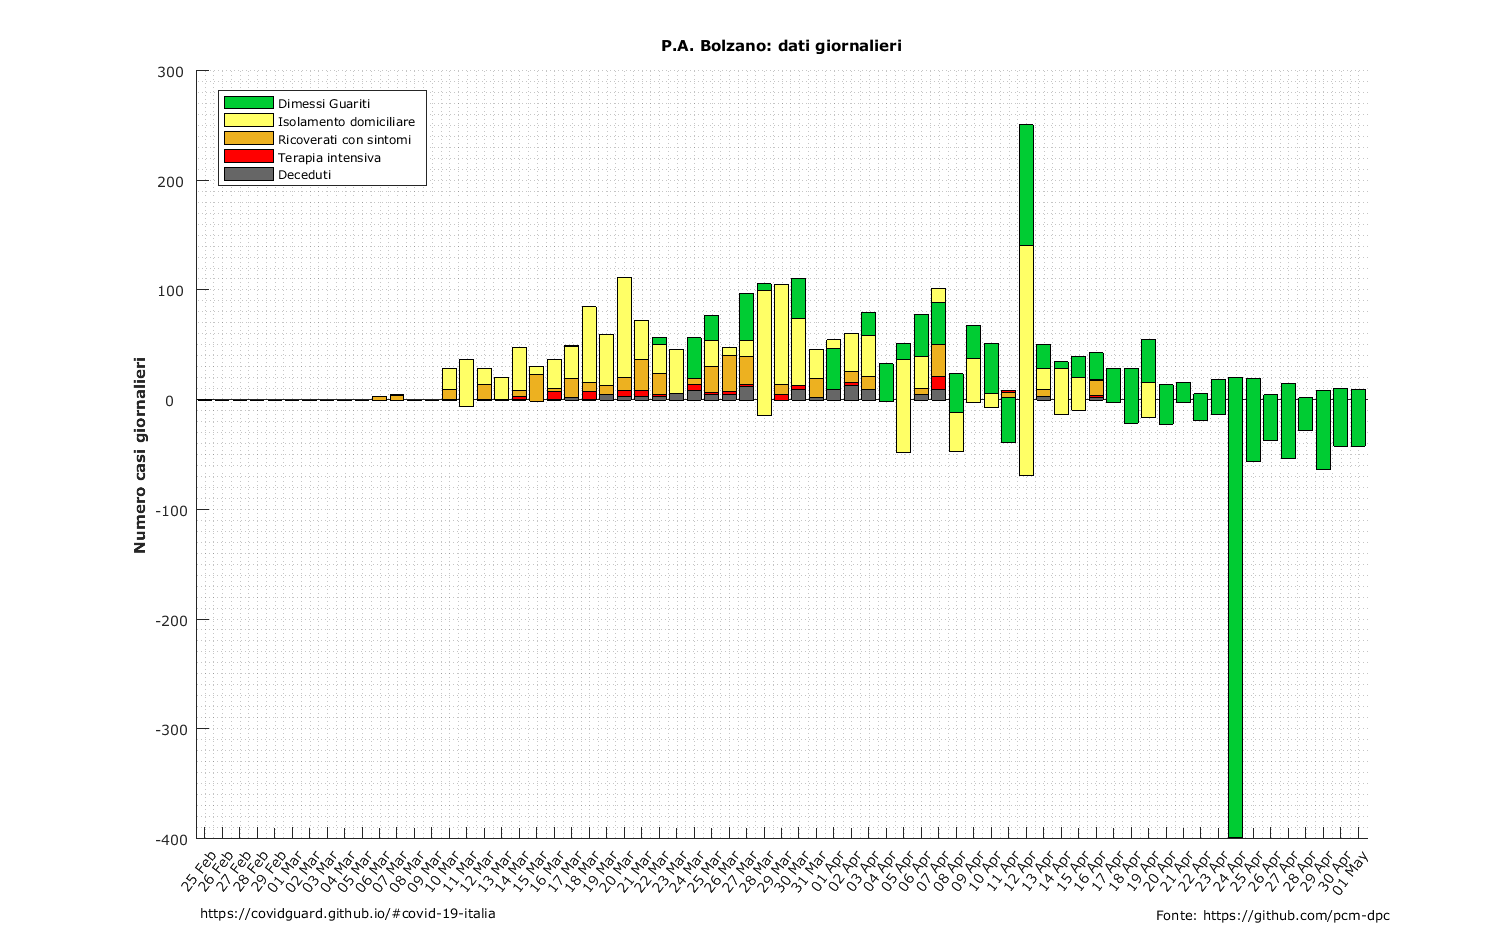 P.A. Bolzano: dati giornalieri
300
200
100
0
-100
-200
-300
-400
Numero casi giornalieri
Dimessi Guariti
Isolamento domiciliare
Ricoverati con sintomi
Terapia intensiva
Deceduti
25 Feb
26 Feb
27 Feb
28 Feb
29 Feb
01 Mar
02 Mar
03 Mar
04 Mar
05 Mar
06 Mar
07 Mar
08 Mar
09 Mar
10 Mar
11 Mar
12 Mar
13 Mar
14 Mar
15 Mar
16 Mar
17 Mar
18 Mar
19 Mar
20 Mar
21 Mar
22 Mar
23 Mar
24 Mar
25 Mar
26 Mar
27 Mar
28 Mar
29 Mar
30 Mar
31 Mar
01 Apr
02 Apr
03 Apr
04 Apr
05 Apr
06 Apr
07 Apr
08 Apr
09 Apr
10 Apr
11 Apr
12 Apr
13 Apr
14 Apr
15 Apr
16 Apr
17 Apr
18 Apr
19 Apr
20 Apr
21 Apr
22 Apr
23 Apr
24 Apr
25 Apr
26 Apr
27 Apr
28 Apr
29 Apr
30 Apr
01 May
https://covidguard.github.io/#covid-19-italia
Fonte: https://github.com/pcm-dpc